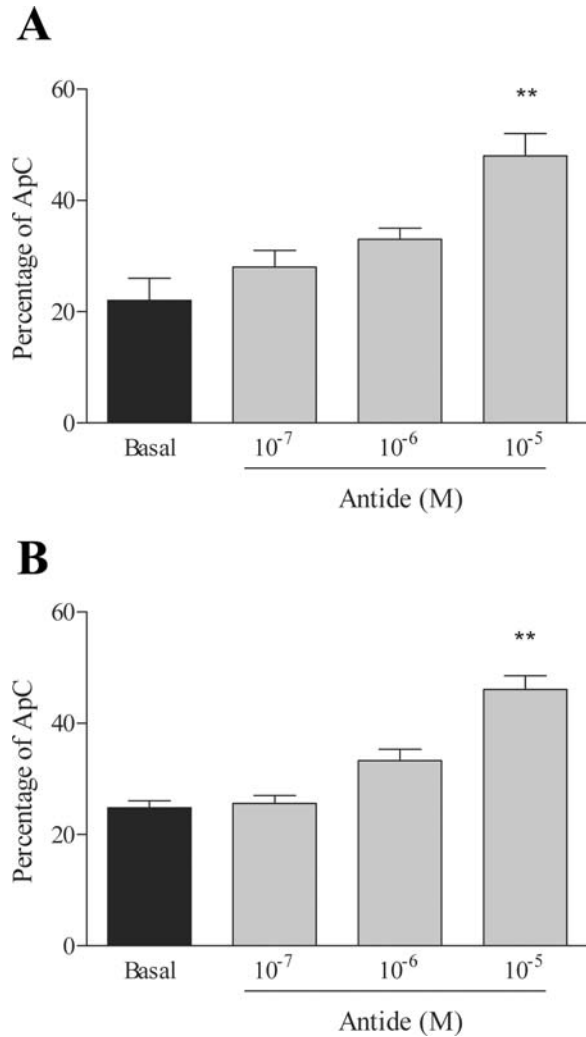 A
60
**
40
20
0
Percentage of ApC
Basal 10⁻⁷ 10⁻⁶ 10⁻⁵
Antide (M)
B
60
**
40
20
0
Percentage of ApC
Basal 10⁻⁷ 10⁻⁶ 10⁻⁵
Antide (M)